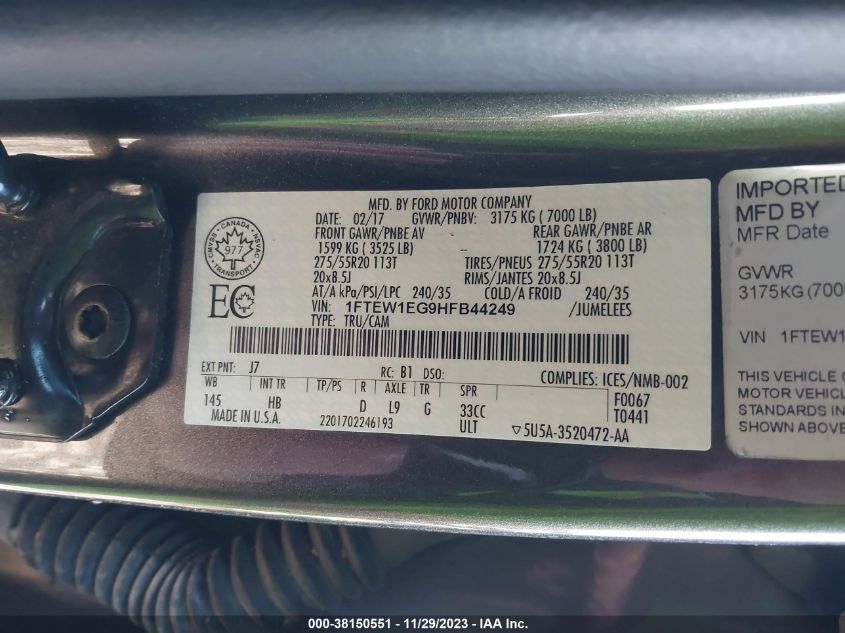 MFD. BY FORD MOTOR COMPANY
DATE: 02/17 GVWR/PNBV: 3175 KG ( 7000 LB)
FRONT GAWR/PNBE AV REAR GAWR/PNBE AR
1599 KG ( 3525 LB) -- 1724 KG ( 3800 LB)
275/55R20 113T TIRES/PNEUS 275/55R20 113T
20x8.5J RIMS/JANTES 20x8.5J
AT/A kPa/PSI/LPC 240/35 COLD/A FROID 240/35
VIN: 1FTEW1EG9HFB44249 /JUMELEES
TYPE: TRU/CAM
CANADA
CMVSS 977 NSVAC
TRANSPORT
EC
EXT PNT: J7 RC: B1 DSO: COMPLIES: ICES/NMB-002
WB INT TR TP/PS R AXLE TR SPR F0067
145 HB D L9 G 33CC T0441
MADE IN U.S.A. 2201702246193 ULT ▽5U5A-3520472-AA
IMPORTED
MFD BY
MFR Date
GVWR
3175KG (7000
VIN 1FTEW1
THIS VEHICLE
MOTOR VEHICLE
STANDARDS IN
SHOWN ABOVE
000-38150551 - 11/29/2023 - IAA Inc.